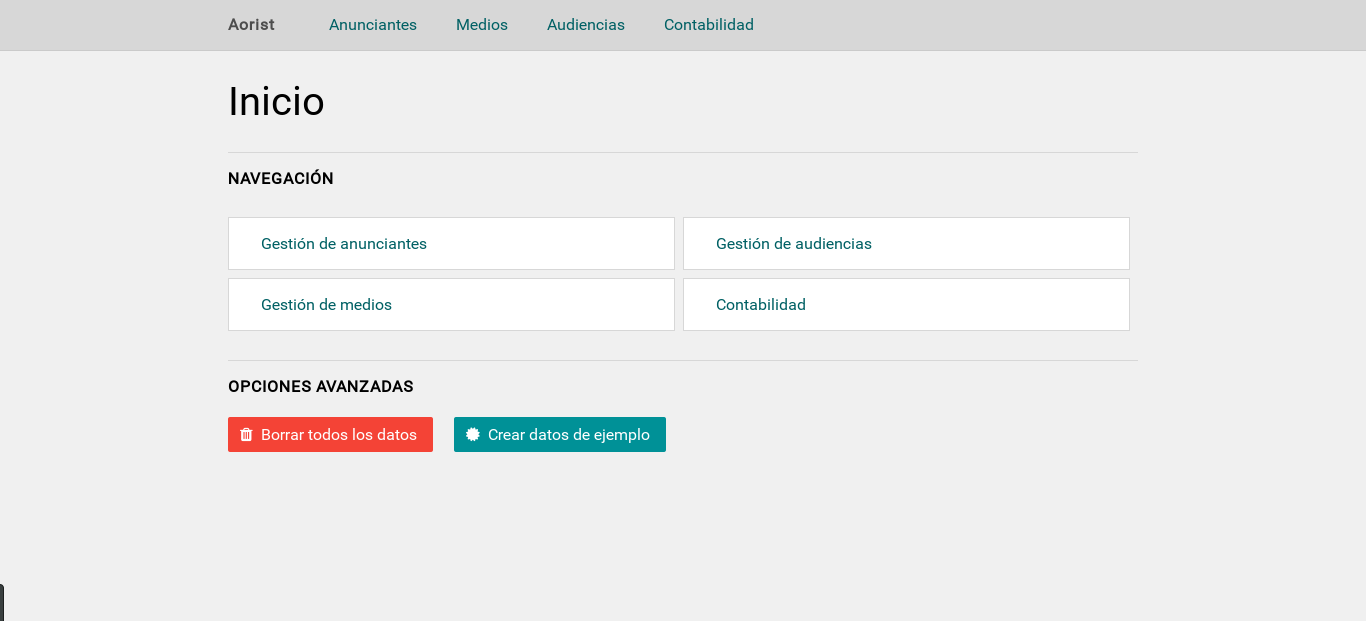 Aorist Anunciantes Medios Audiencias Contabilidad
Inicio
NAVEGACIÓN
Gestión de anunciantes Gestión de audiencias
Gestión de medios Contabilidad
OPCIONES AVANZADAS
Borrar todos los datos Crear datos de ejemplo